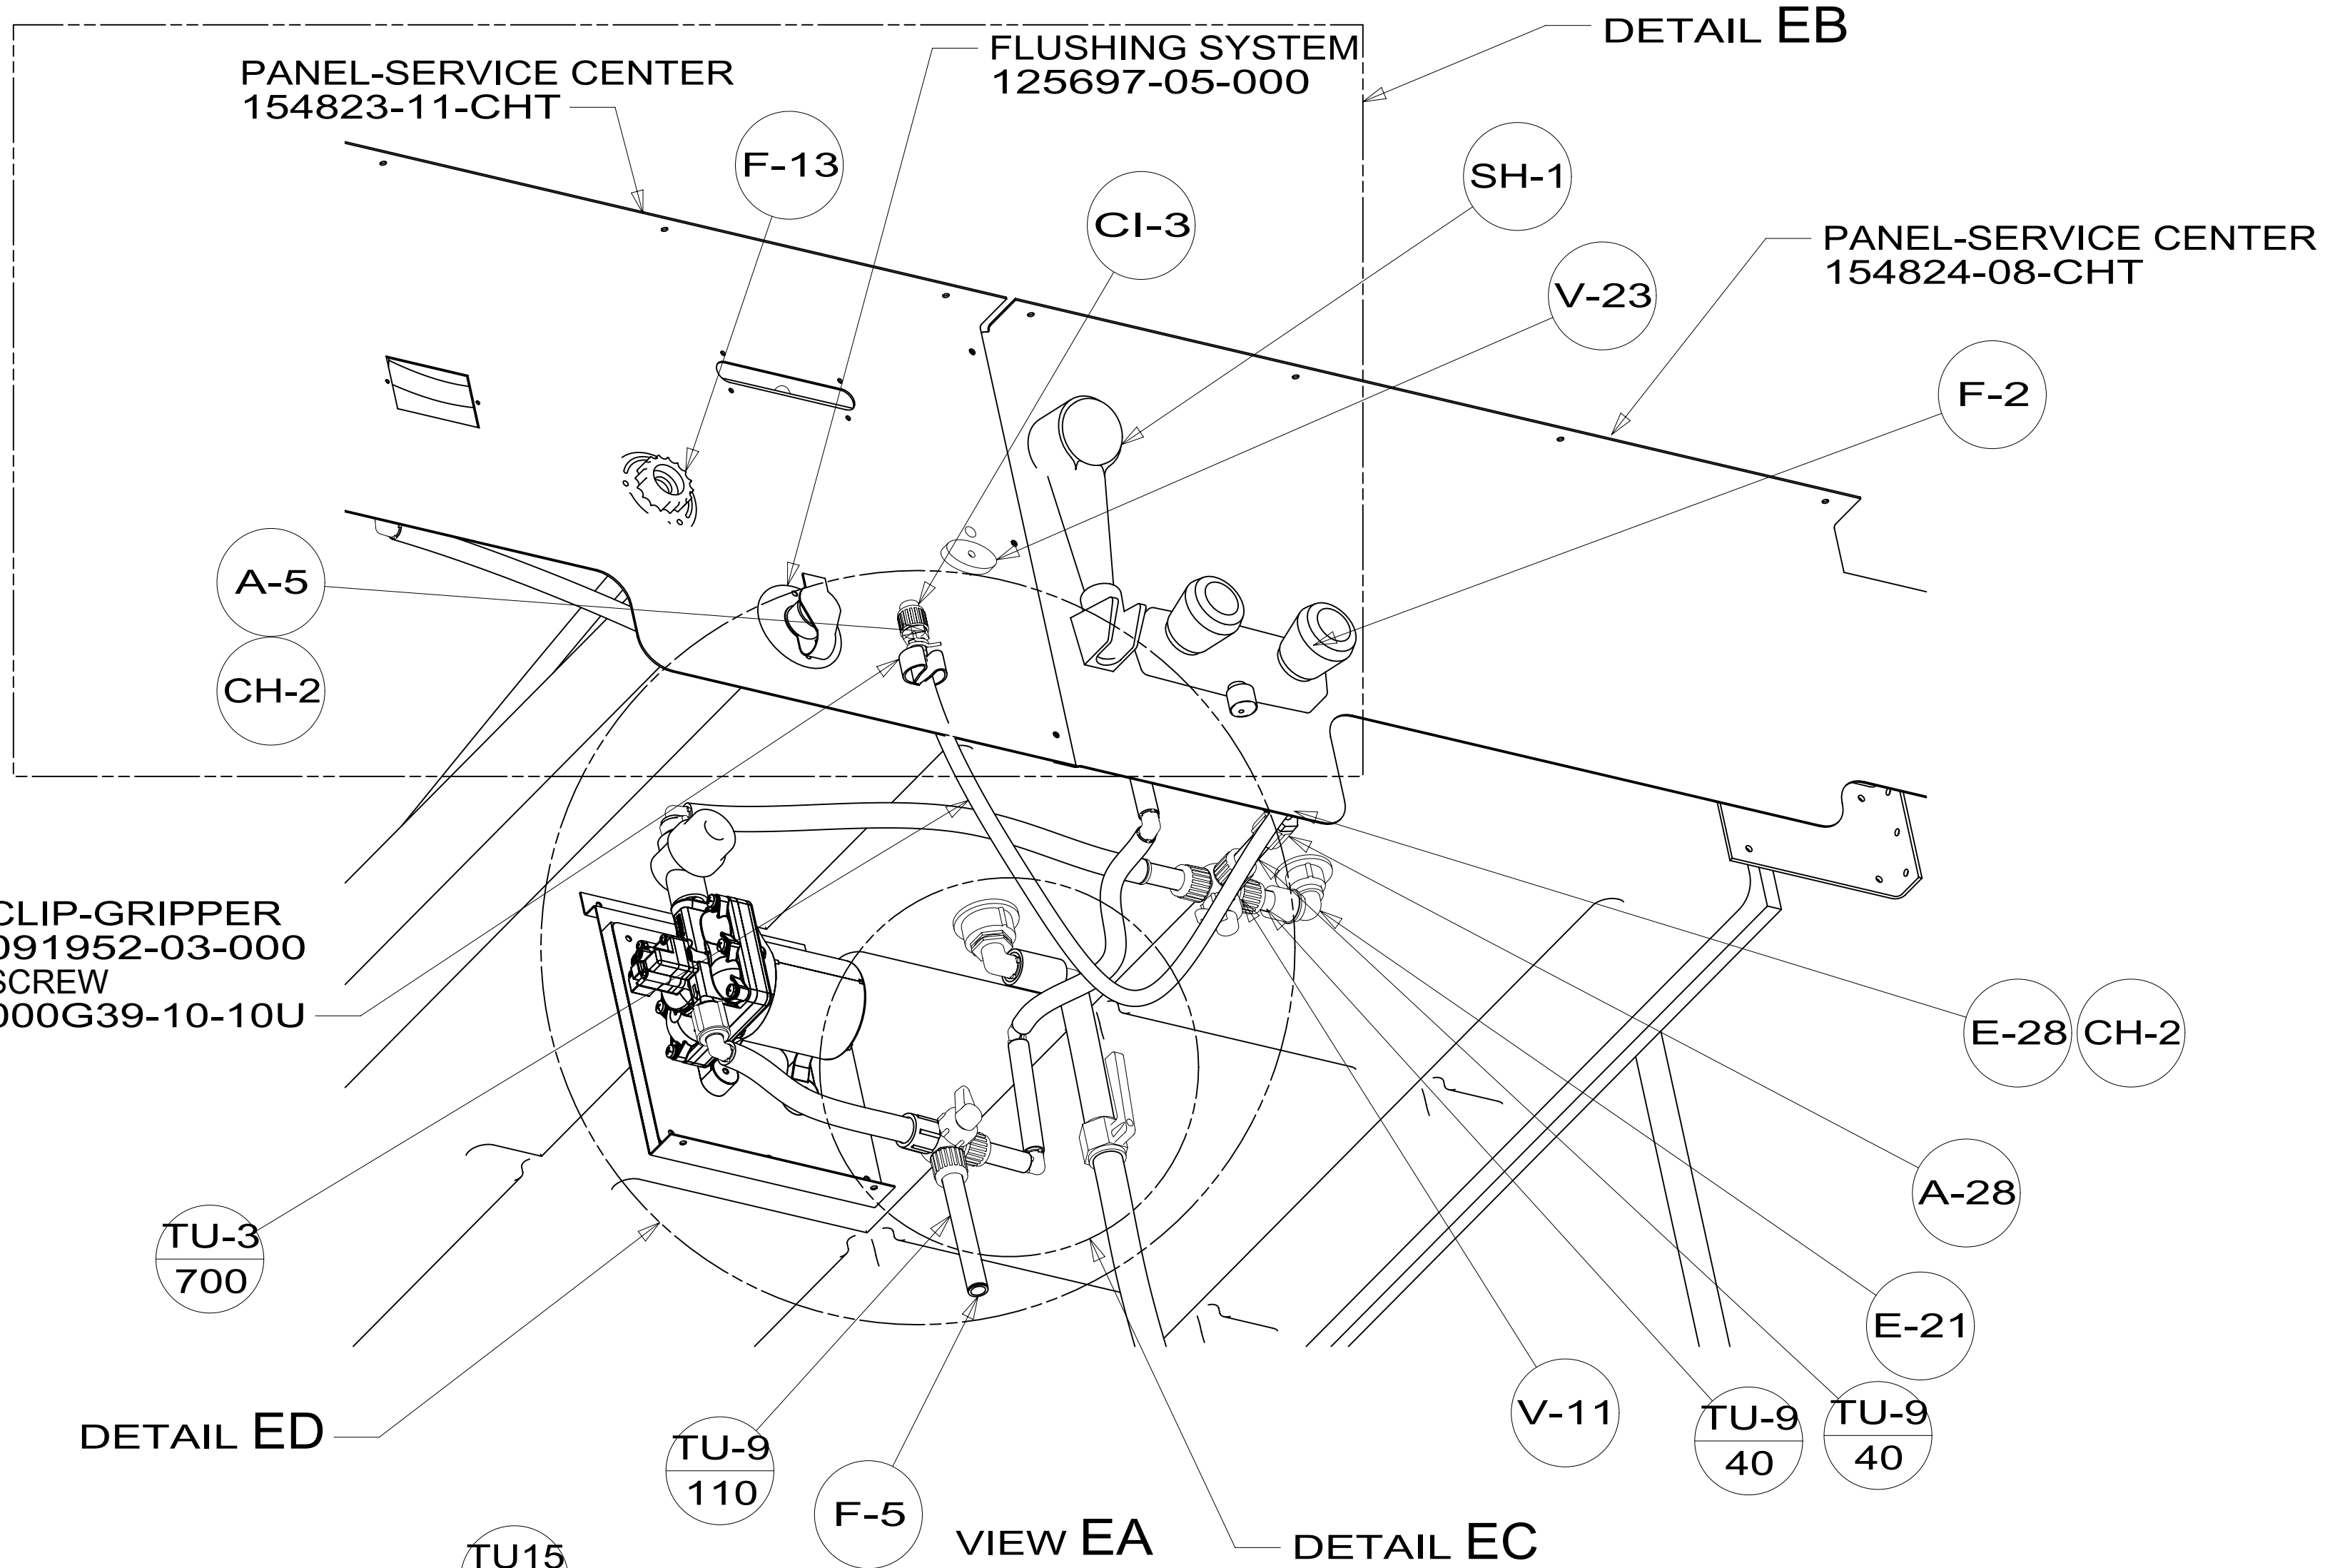 DETAIL EB
FLUSHING SYSTEM
125697-05-000
PANEL-SERVICE CENTER
154823-11-CHT
F-13
SH-1
CI-3
PANEL-SERVICE CENTER
154824-08-CHT
V-23
F-2
A-5
CH-2
CLIP-GRIPPER
091952-03-000
SCREW
000G39-10-10U
E-28
CH-2
A-28
TU-3
700
E-21
V-11
TU-9
40
TU-9
40
DETAIL ED
TU-9
110
F-5
VIEW EA
DETAIL EC
TU15